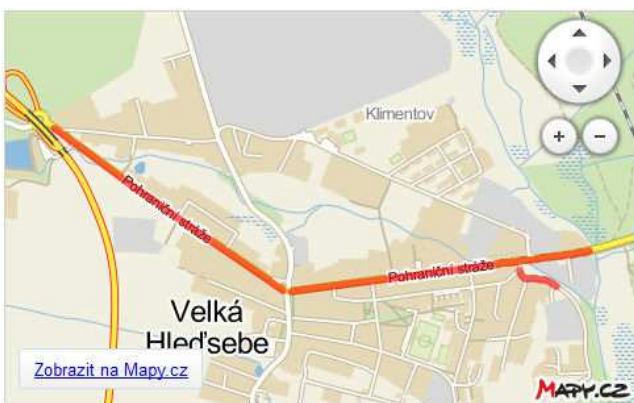 Klimentov
+ −
Pohraniční stráže
Pohraniční stráže
Velká
Hleďsebe
Zobrazit na Mapy.cz
MAPY.CZ